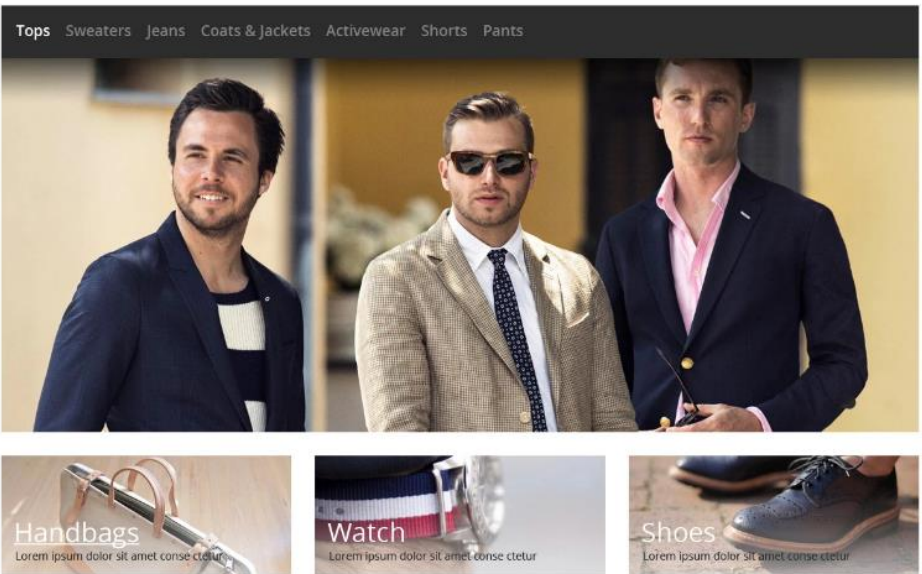 Tops Sweaters Jeans Coats & Jackets Activewear Shorts Pants
Handbags
Lorem ipsum dolor sit amet conse ctetur
Watch
Lorem ipsum dolor sit amet conse ctetur
Shoes
Lorem ipsum dolor sit amet conse ctetur